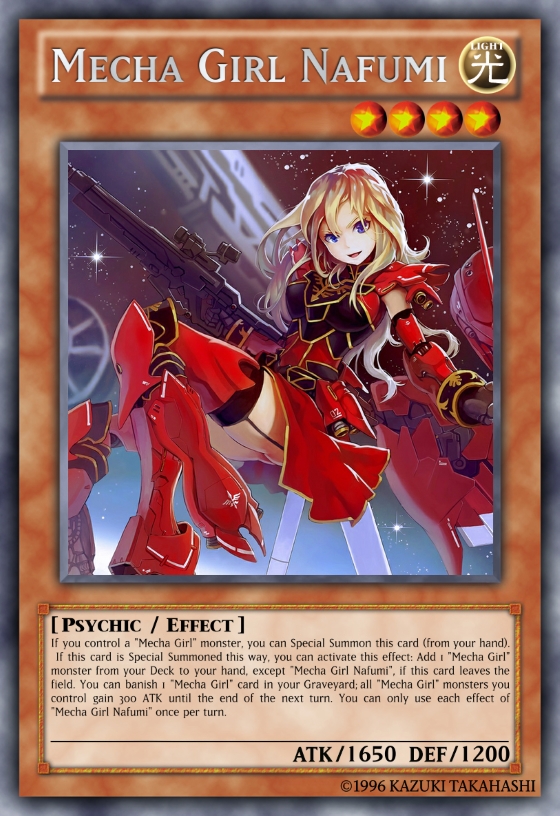 Mecha Girl Nafumi
LIGHT
光
02
[ Psychic / Effect ]
If you control a "Mecha Girl" monster, you can Special Summon this card (from your hand).
If this card is Special Summoned this way, you can activate this effect: Add 1 "Mecha Girl"
monster from your Deck to your hand, except "Mecha Girl Nafumi", if this card leaves the
field. You can banish 1 "Mecha Girl" card in your Graveyard; all "Mecha Girl" monsters you
control gain 300 ATK until the end of the next turn. You can only use each effect of
"Mecha Girl Nafumi" once per turn.
ATK/1650 DEF/1200
©1996 KAZUKI TAKAHASHI